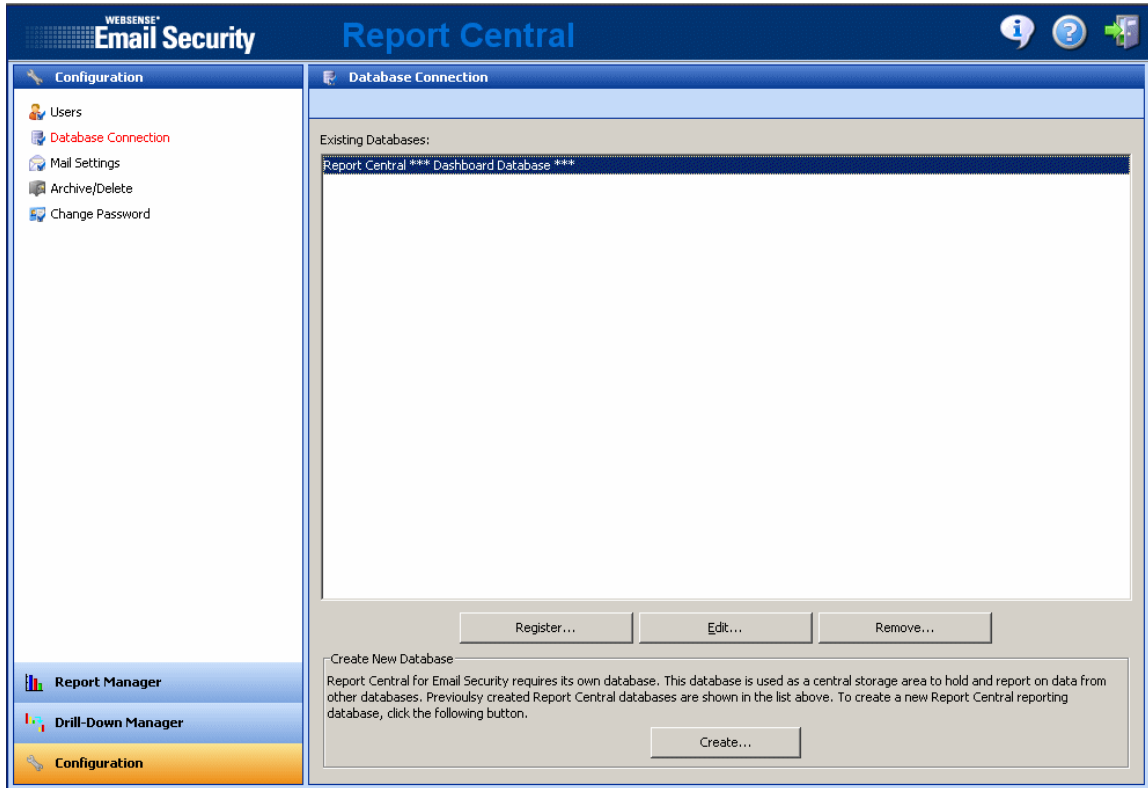 WEBSENSE®
Email Security
Report Central
Configuration
Users
Database Connection
Mail Settings
Archive/Delete
Change Password
Report Manager
Drill-Down Manager
Configuration
Database Connection
Existing Databases:
Report Central *** Dashboard Database ***
Register...
Edit...
Remove...
Create New Database
Report Central for Email Security requires its own database. This database is used as a central storage area to hold and report on data from
other databases. Previoulsy created Report Central databases are shown in the list above. To create a new Report Central reporting
database, click the following button.
Create...